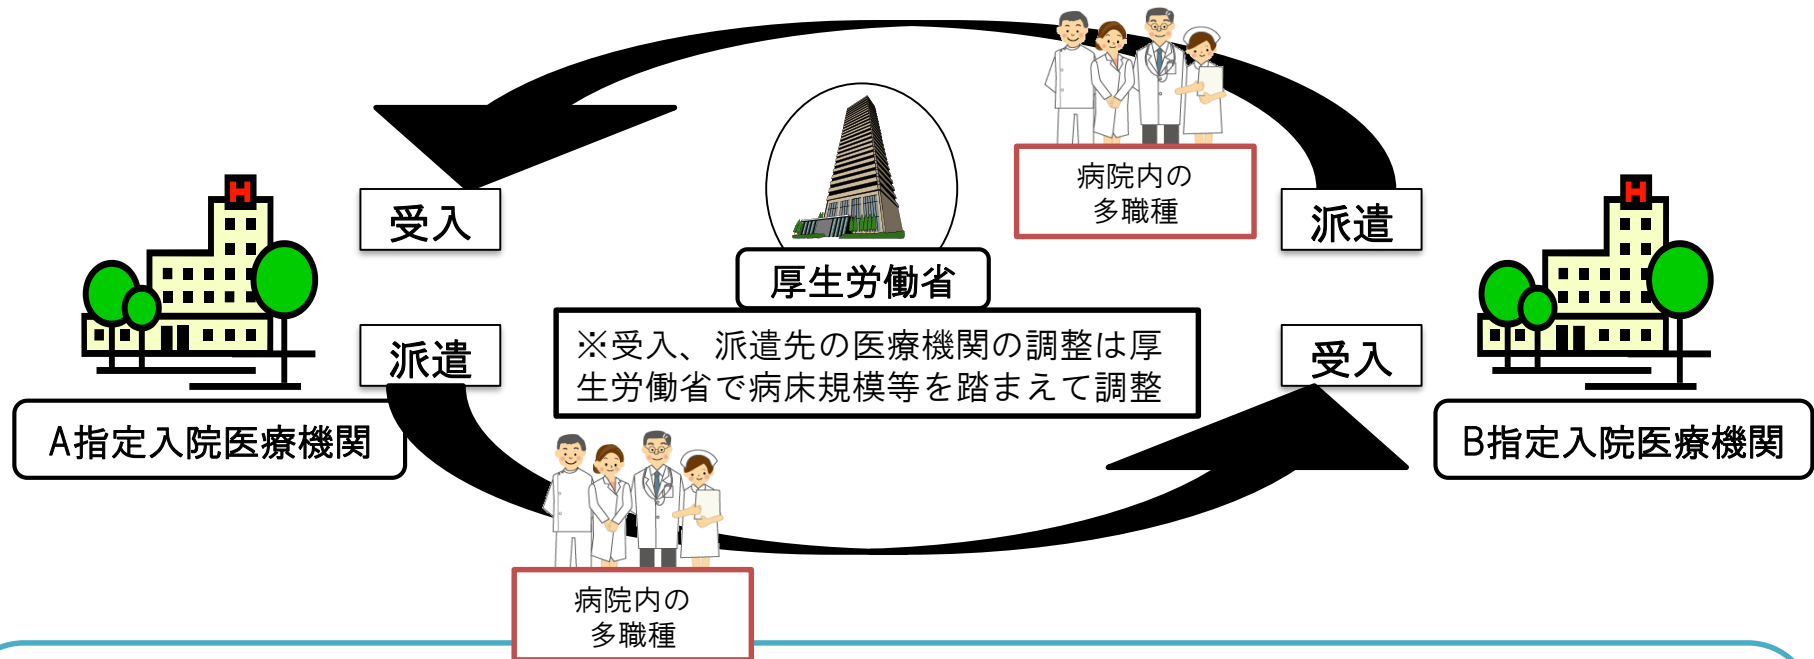 H
H
病院内の
多職種
受入
派遣
厚生労働省
※受入、派遣先の医療機関の調整は厚
生労働省で病床規模等を踏まえて調整
派遣
受入
A指定入院医療機関
B指定入院医療機関
病院内の
多職種